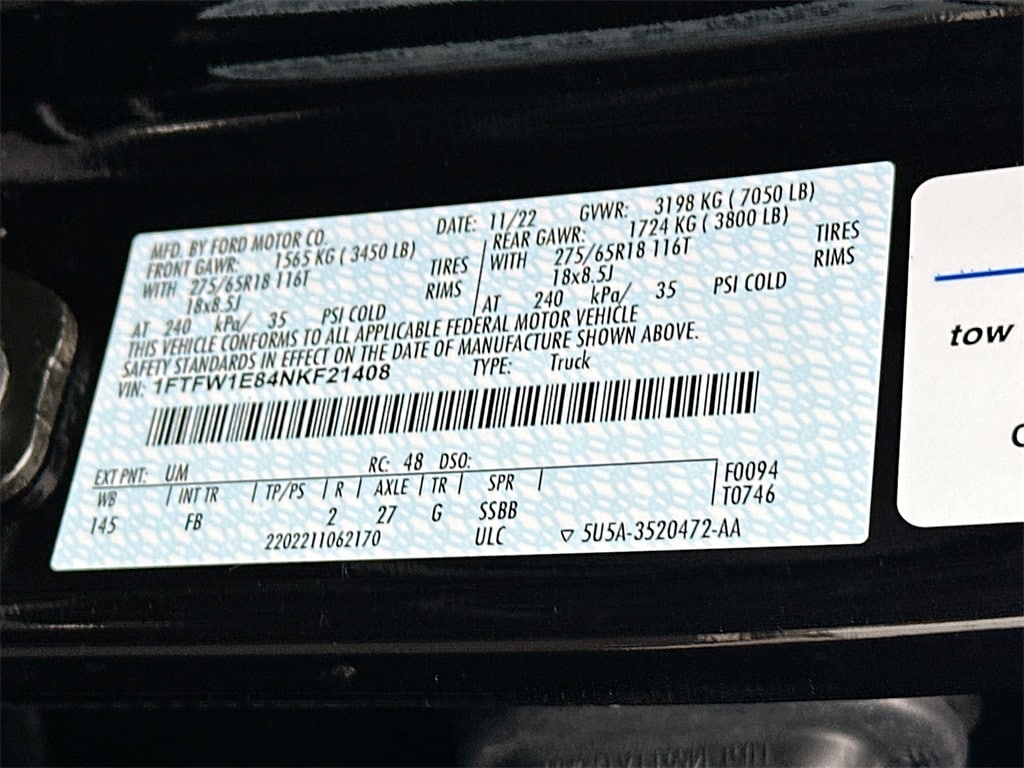 MFD. BY FORD MOTOR CO. DATE: 11/22 GVWR: 3198 KG ( 7050 LB)
FRONT GAWR: 1565 KG ( 3450 LB) REAR GAWR: 1724 KG ( 3800 LB)
WITH 275/65R18 116T TIRES WITH 275/65R18 116T TIRES
18x8.5J RIMS 18x8.5J RIMS
AT 240 kPa/ 35 PSI COLD AT 240 kPa/ 35 PSI COLD
THIS VEHICLE CONFORMS TO ALL APPLICABLE FEDERAL MOTOR VEHICLE
SAFETY STANDARDS IN EFFECT ON THE DATE OF MANUFACTURE SHOWN ABOVE.
VIN: 1FTFW1E84NKF21408 TYPE: Truck
EXT PNT: UM RC: 48 DSO:
WB INT TR TP/PS R AXLE TR SPR F0094
145 FB 2 27 G SSBB T0746
2202211062170 ULC ▽ 5U5A-3520472-AA
tow